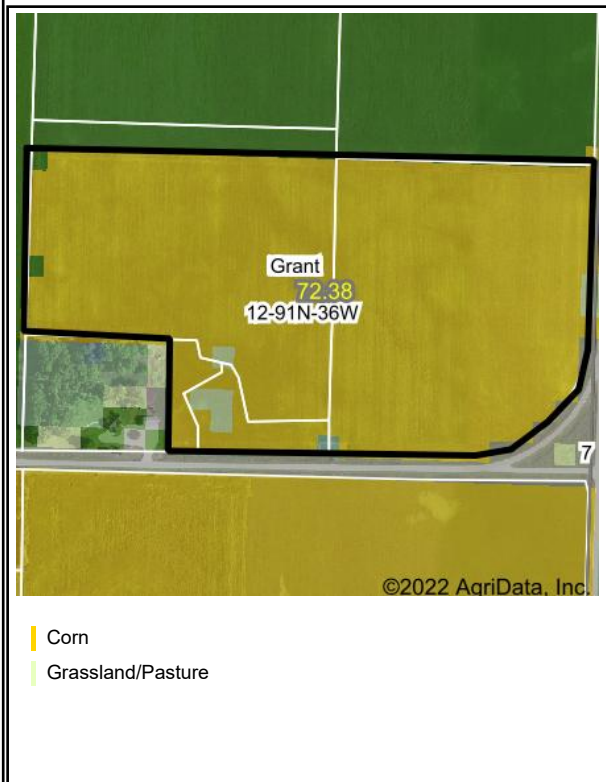 Grant
72.38
12-91N-36W
7
©2022 AgriData, Inc.
Corn
Grassland/Pasture